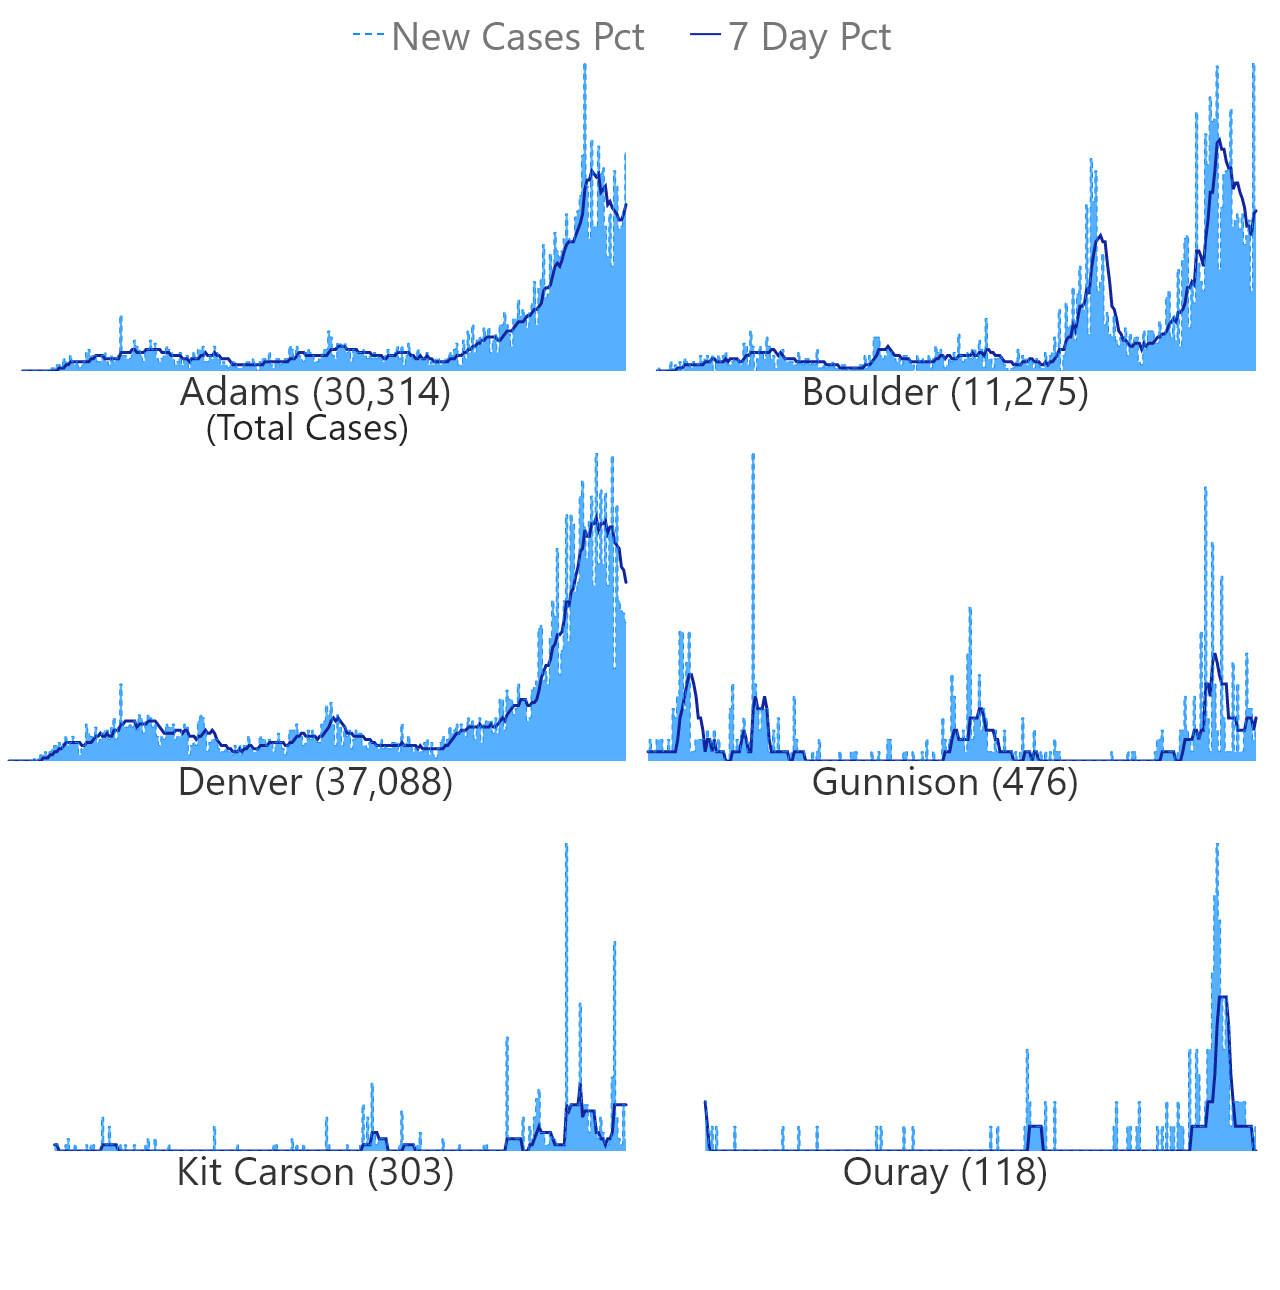 New Cases Pct 7 Day Pct
Adams (30,314) Boulder (11,275)
(Total Cases)
Denver (37,088) Gunnison (476)
Kit Carson (303) Ouray (118)